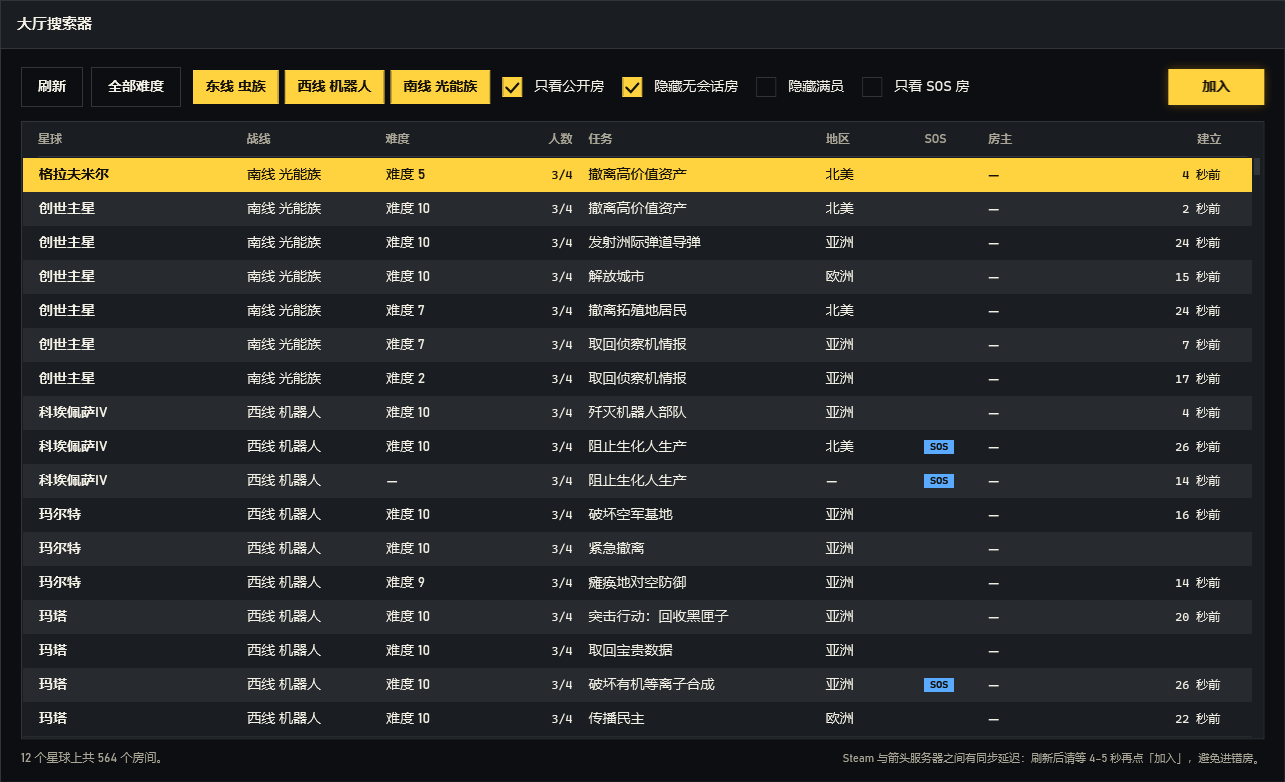 大厅搜索器
刷新 全部难度 东线 虫族 西线 机器人 南线 光能族 只看公开房 隐藏无会话房 隐藏满员 只看 SOS 房 加入
星球 战线 难度 人数 任务 地区 SOS 房主 建立
格拉夫米尔 南线 光能族 难度 5 3/4 撤离高价值资产 北美 — 4 秒前
创世主星 南线 光能族 难度 10 3/4 撤离高价值资产 北美 — 2 秒前
创世主星 南线 光能族 难度 10 3/4 发射洲际弹道导弹 亚洲 — 24 秒前
创世主星 南线 光能族 难度 10 3/4 解放城市 欧洲 — 15 秒前
创世主星 南线 光能族 难度 7 3/4 撤离拓殖地居民 北美 — 24 秒前
创世主星 南线 光能族 难度 7 3/4 取回侦察机情报 亚洲 — 7 秒前
创世主星 南线 光能族 难度 2 3/4 取回侦察机情报 亚洲 — 17 秒前
科埃佩萨IV 西线 机器人 难度 10 3/4 歼灭机器人部队 亚洲 — 4 秒前
科埃佩萨IV 西线 机器人 难度 10 3/4 阻止生化人生产 北美 SOS — 26 秒前
科埃佩萨IV 西线 机器人 — 3/4 阻止生化人生产 — SOS — 14 秒前
玛尔特 西线 机器人 难度 10 3/4 破坏空军基地 亚洲 — 16 秒前
玛尔特 西线 机器人 难度 10 3/4 紧急撤离 亚洲 —
玛尔特 西线 机器人 难度 9 3/4 瘫痪地对空防御 亚洲 — 14 秒前
玛塔 西线 机器人 难度 10 3/4 突击行动：回收黑匣子 亚洲 — 20 秒前
玛塔 西线 机器人 难度 10 3/4 取回宝贵数据 亚洲 —
玛塔 西线 机器人 难度 10 3/4 破坏有机等离子合成 亚洲 SOS — 26 秒前
玛塔 西线 机器人 难度 10 3/4 传播民主 欧洲 — 22 秒前
12 个星球上共 564 个房间。 Steam 与箭头服务器之间有同步延迟：刷新后请等 4–5 秒再点「加入」，避免进错房。